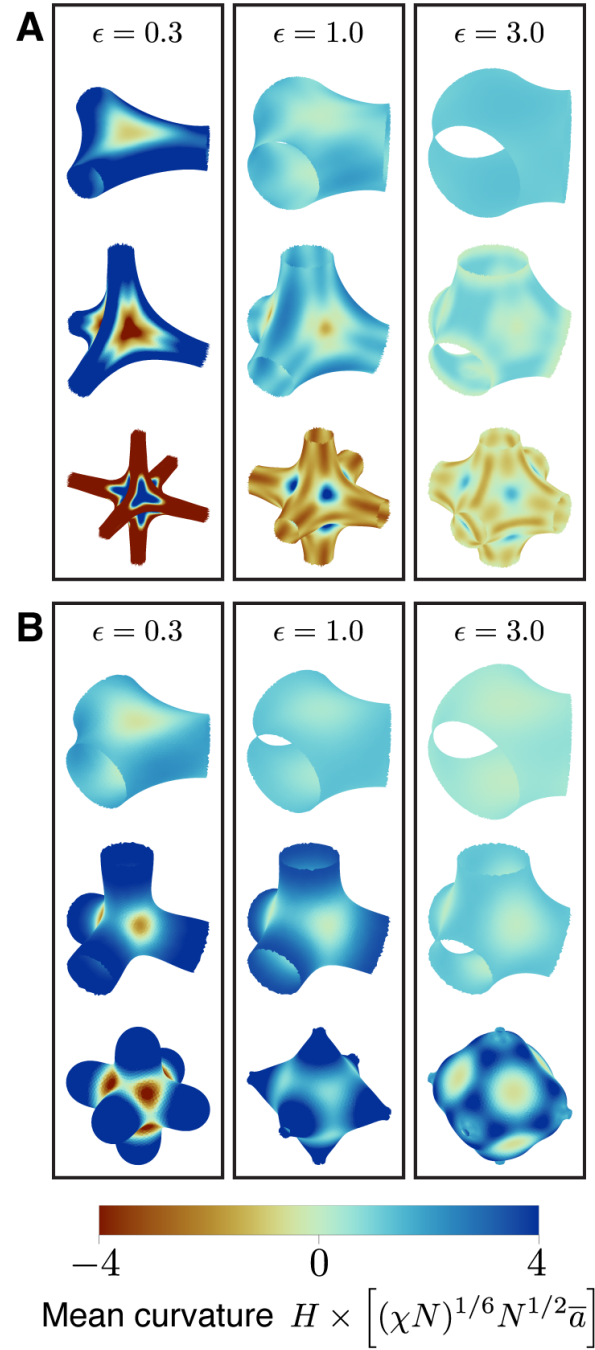 A
ϵ = 0.3 ϵ = 1.0 ϵ = 3.0
B
ϵ = 0.3 ϵ = 1.0 ϵ = 3.0
−4 0 4
Mean curvature H × [(χN)^{1/6} N^{1/2} a̅]